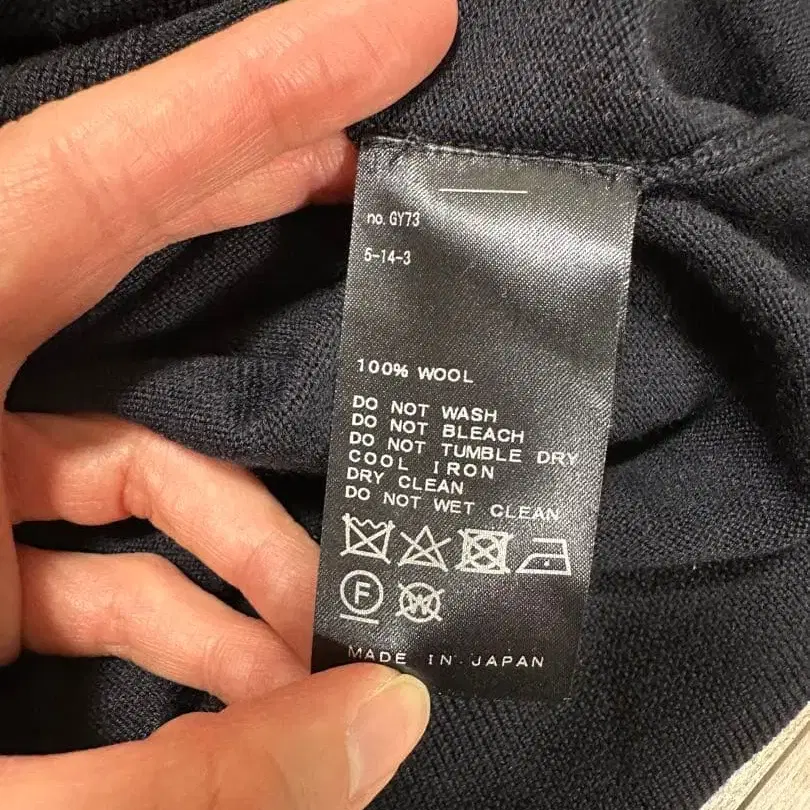 no. GY73
5-14-3
100% WOOL
DO NOT WASH
DO NOT BLEACH
DO NOT TUMBLE DRY
COOL IRON
DRY CLEAN
DO NOT WET CLEAN
F W
MADE IN JAPAN